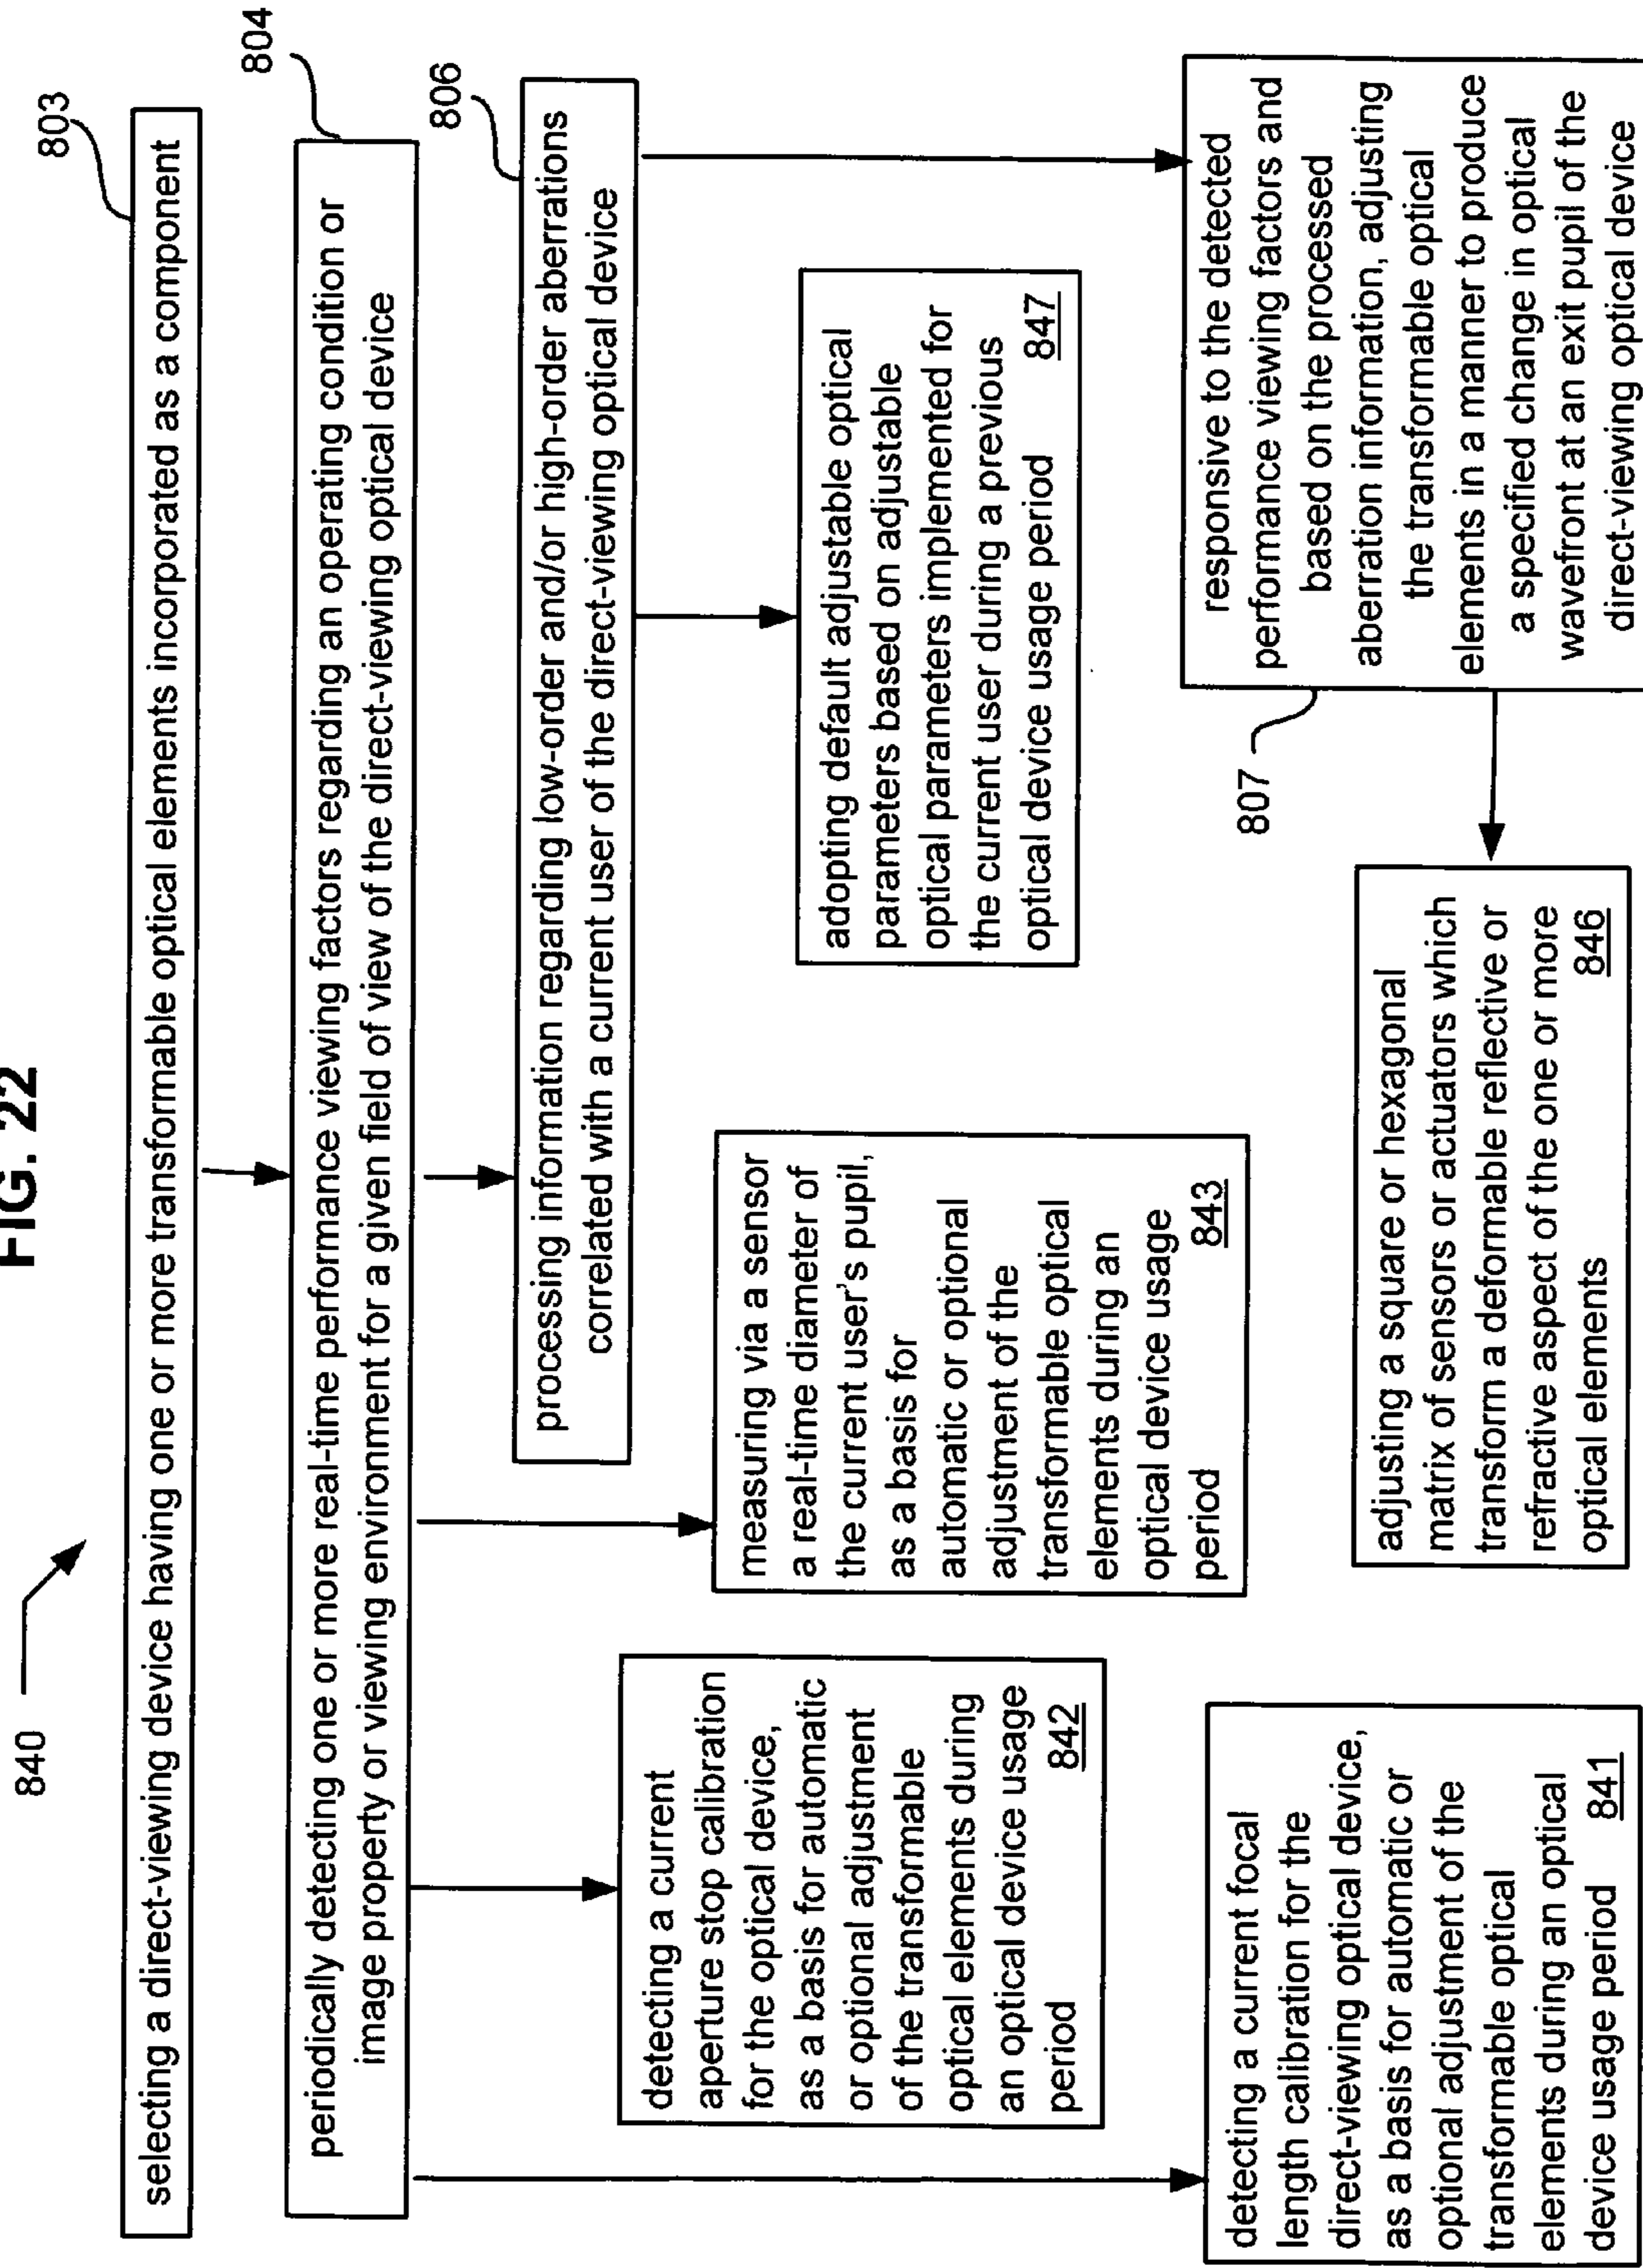 FIG. 22
840
803
selecting a direct-viewing device having one or more transformable optical elements incorporated as a component
804
periodically detecting one or more real-time performance viewing factors regarding an operating condition or
image property or viewing environment for a given field of view of the direct-viewing optical device
806
processing information regarding low-order and/or high-order aberrations
correlated with a current user of the direct-viewing optical device
detecting a current
aperture stop calibration
for the optical device,
as a basis for automatic
or optional adjustment
of the transformable
optical elements during
an optical device usage
period 842
measuring via a sensor
a real-time diameter of
the current user's pupil,
as a basis for
automatic or optional
adjustment of the
transformable optical
elements during an
optical device usage
period 843
adopting default adjustable optical
parameters based on adjustable
optical parameters implemented for
the current user during a previous
optical device usage period 847
detecting a current focal
length calibration for the
direct-viewing optical device,
as a basis for automatic or
optional adjustment of the
transformable optical
elements during an optical
device usage period 841
adjusting a square or hexagonal
matrix of sensors or actuators which
transform a deformable reflective or
refractive aspect of the one or more
optical elements 846
807
responsive to the detected
performance viewing factors and
based on the processed
aberration information, adjusting
the transformable optical
elements in a manner to produce
a specified change in optical
wavefront at an exit pupil of the
direct-viewing optical device